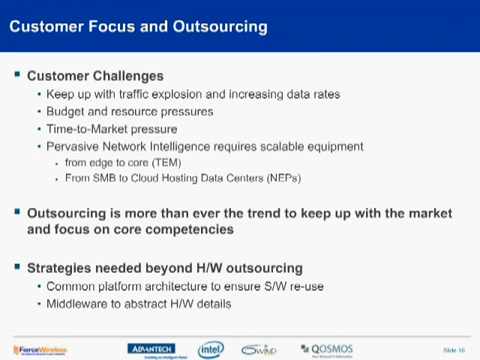 Customer Focus and Outsourcing
Customer Challenges
Keep up with traffic explosion and increasing data rates
Budget and resource pressures
Time-to-Market pressure
Pervasive Network Intelligence requires scalable equipment
from edge to core (TEM)
From SMB to Cloud Hosting Data Centers (NEPs)
Outsourcing is more than ever the trend to keep up with the market
and focus on core competencies
Strategies needed beyond H/W outsourcing
Common platform architecture to ensure S/W re-use
Middleware to abstract H/W details
FierceWireless
ADVANTECH
intel
QOSMOS
Slide 16